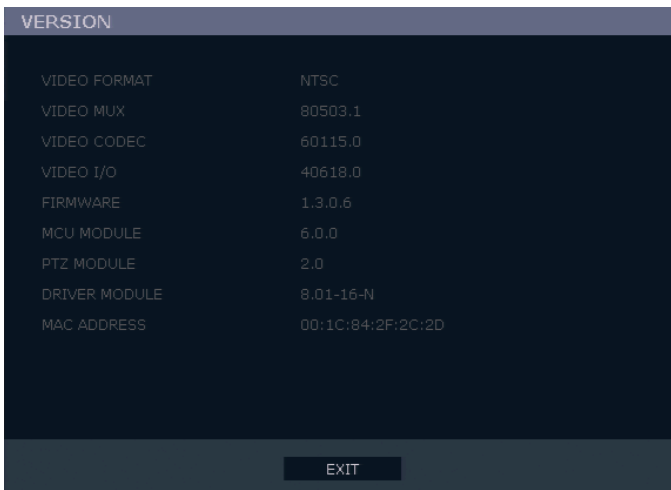 VERSION
VIDEO FORMAT NTSC
VIDEO MUX 80503.1
VIDEO CODEC 60115.0
VIDEO I/O 40618.0
FIRMWARE 1.3.0.6
MCU MODULE 6.0.0
PTZ MODULE 2.0
DRIVER MODULE 8.01-16-N
MAC ADDRESS 00:1C:84:2F:2C:2D
EXIT